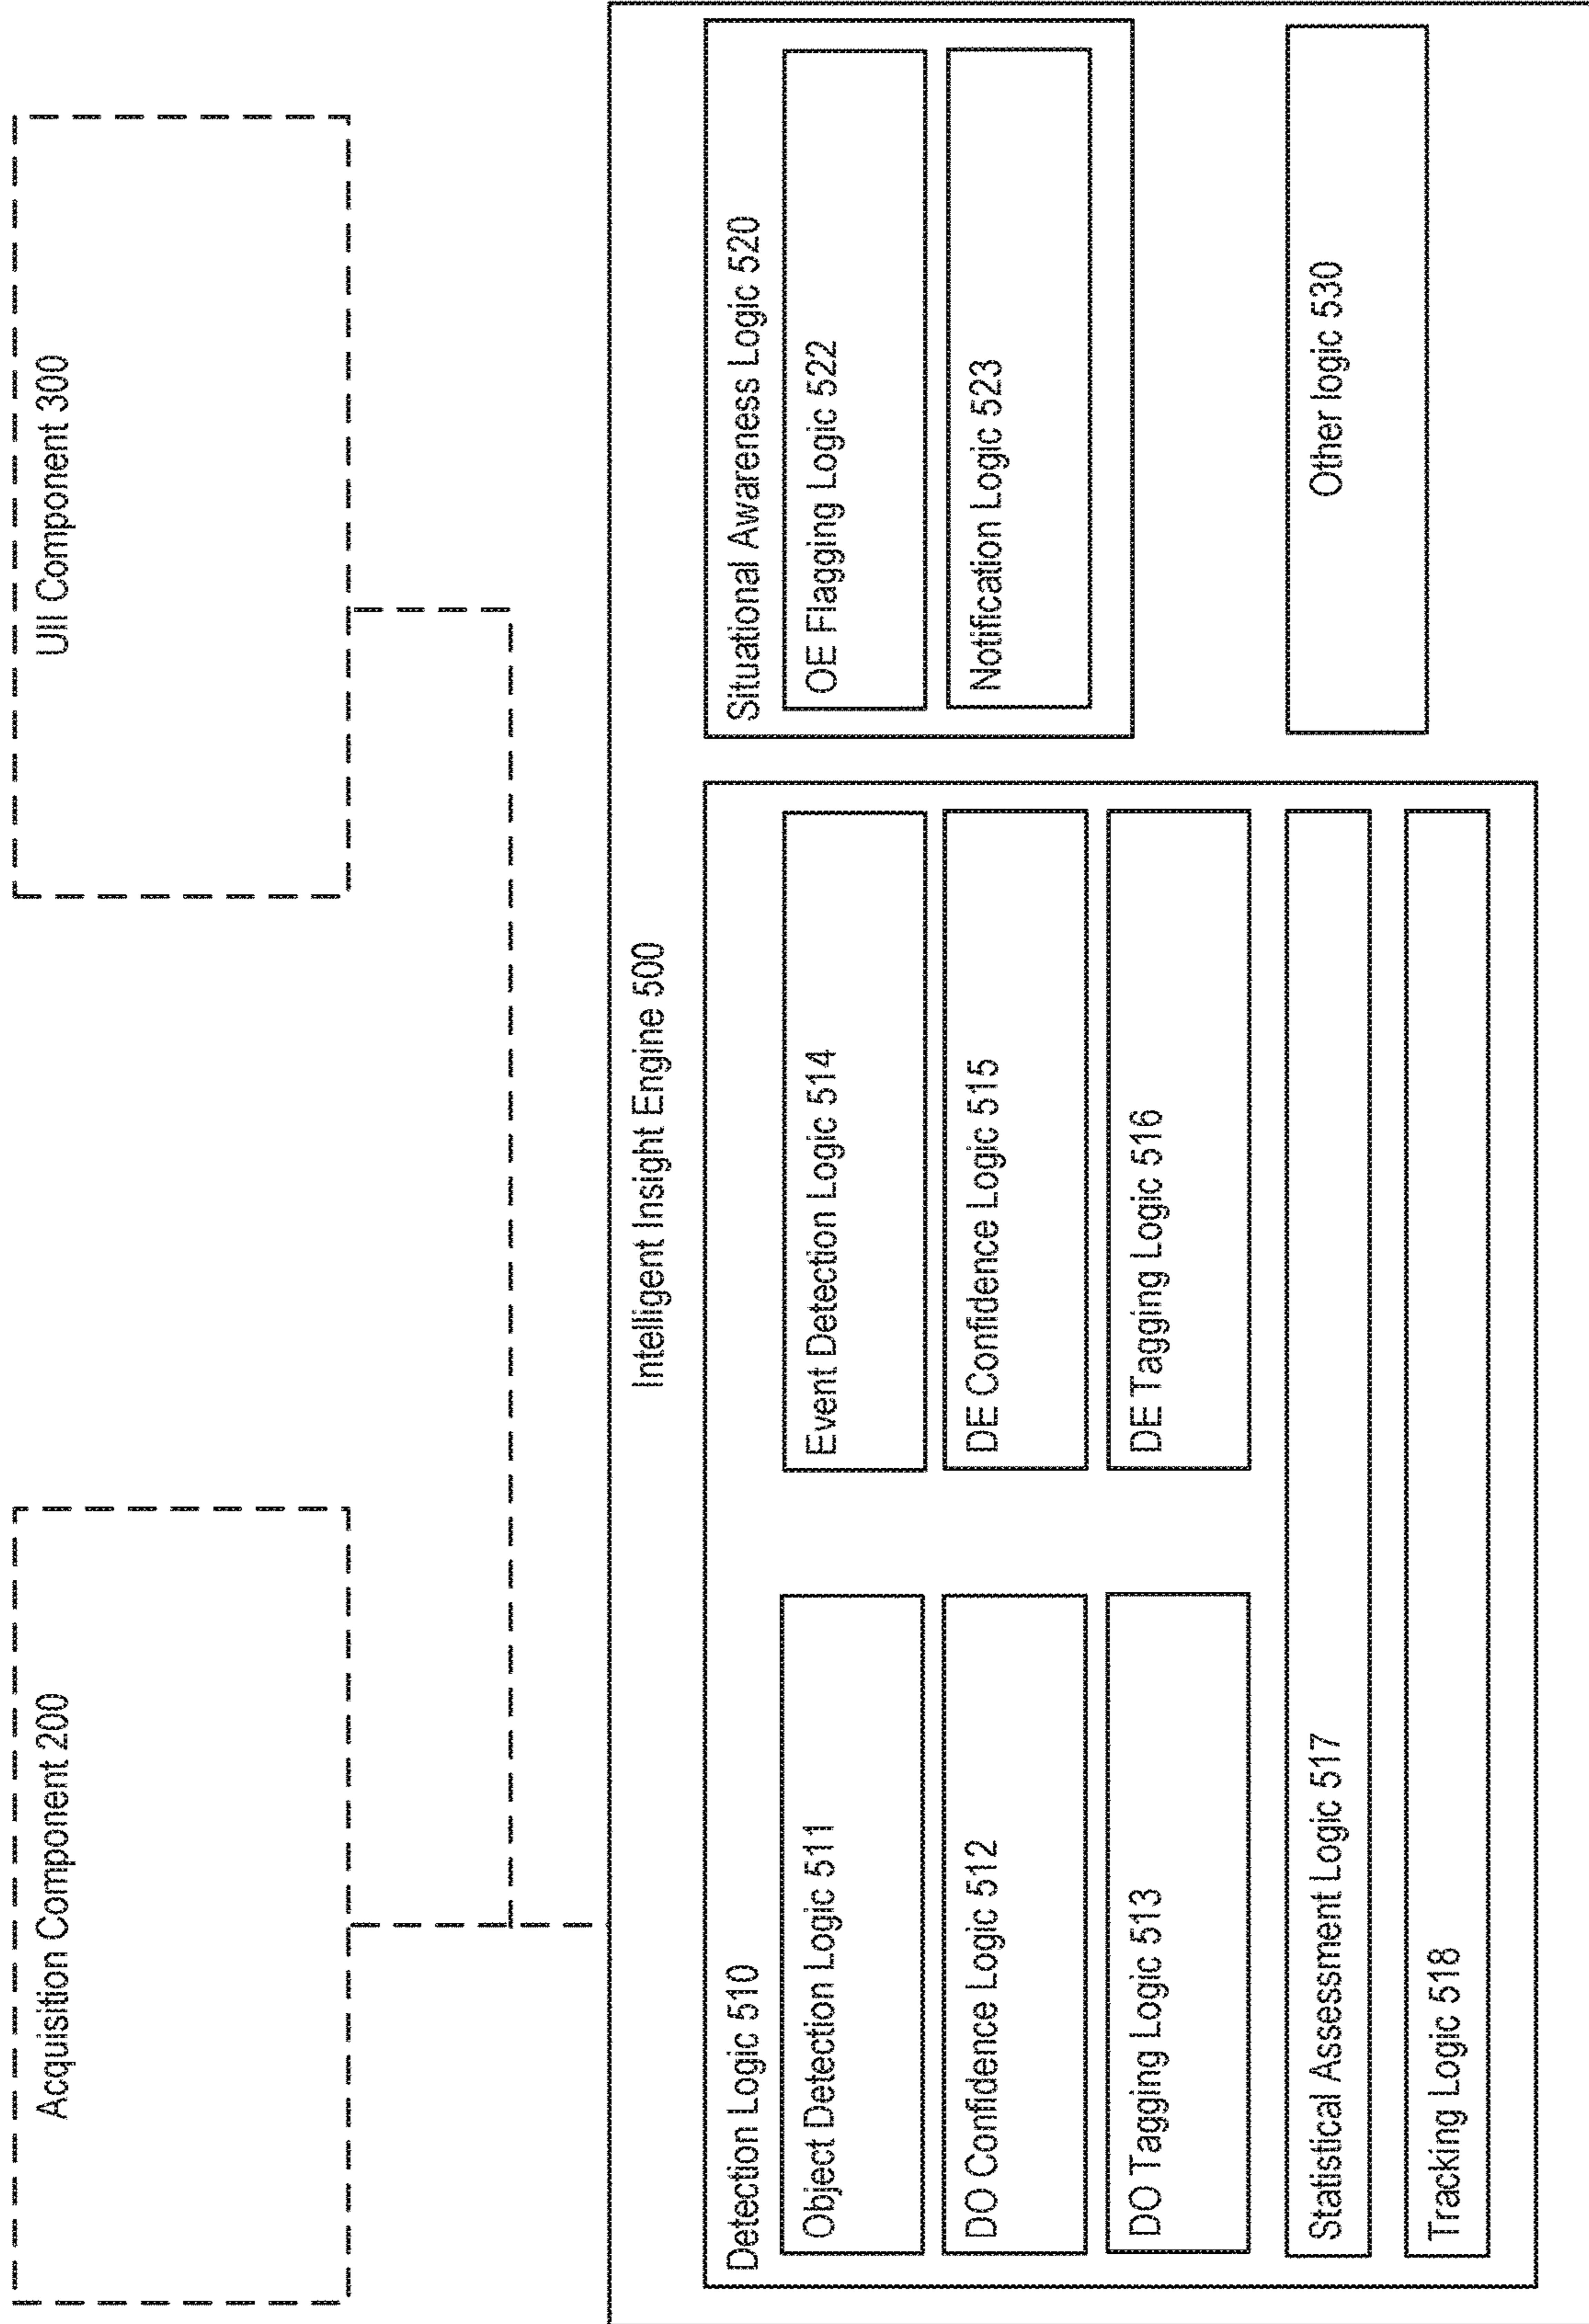 Acquisition Component 200
UII Component 300
Intelligent Insight Engine 500
Detection Logic 510
Object Detection Logic 511
DO Confidence Logic 512
DO Tagging Logic 513
Event Detection Logic 514
DE Confidence Logic 515
DE Tagging Logic 516
Statistical Assessment Logic 517
Tracking Logic 518
Situational Awareness Logic 520
OE Flagging Logic 522
Notification Logic 523
Other logic 530